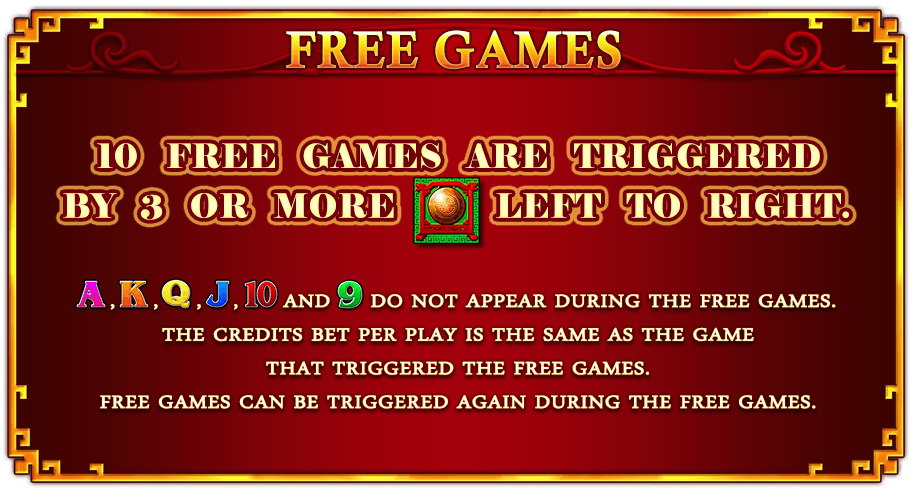 FREE GAMES
10 FREE GAMES ARE TRIGGERED
BY 3 OR MORE LEFT TO RIGHT.
A, K, Q, J, 10 AND 9 DO NOT APPEAR DURING THE FREE GAMES.
THE CREDITS BET PER PLAY IS THE SAME AS THE GAME
THAT TRIGGERED THE FREE GAMES.
FREE GAMES CAN BE TRIGGERED AGAIN DURING THE FREE GAMES.